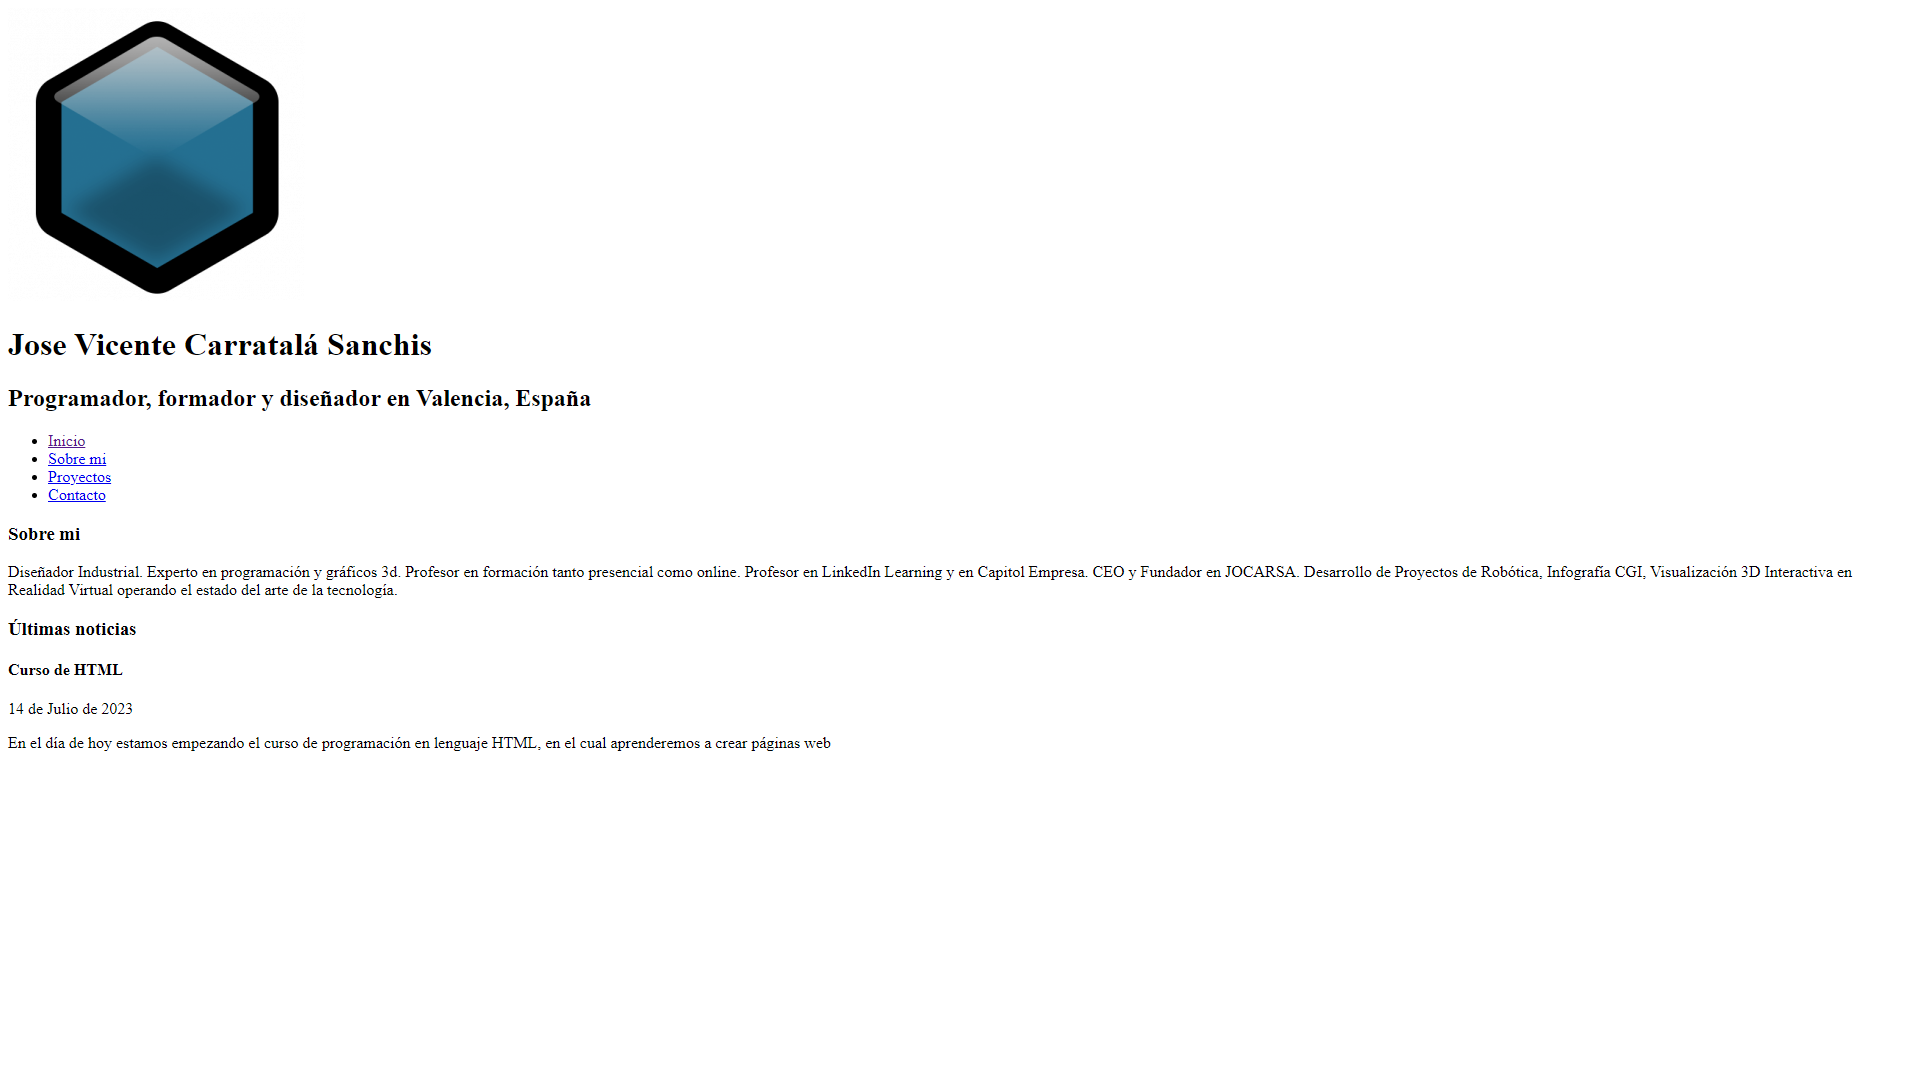 Jose Vicente Carratalá Sanchis
Programador, formador y diseñador en Valencia, España
Inicio
Sobre mi
Proyectos
Contacto
Sobre mi
Diseñador Industrial. Experto en programación y gráficos 3d. Profesor en formación tanto presencial como online. Profesor en LinkedIn Learning y en Capitol Empresa. CEO y Fundador en JOCARSA. Desarrollo de Proyectos de Robótica, Infografía CGI, Visualización 3D Interactiva en
Realidad Virtual operando el estado del arte de la tecnología.
Últimas noticias
Curso de HTML
14 de Julio de 2023
En el día de hoy estamos empezando el curso de programación en lenguaje HTML, en el cual aprenderemos a crear páginas web